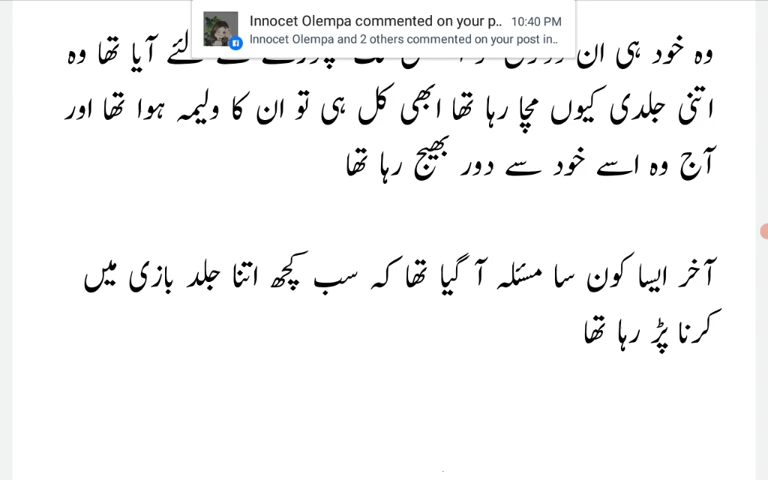 Innocet Olempa commented on your p.. 10:40 PM
Innocet Olempa and 2 others commented on your post in..
وہ خود ہی ان لئے آیا تھا وہ
اتنی جلدی کیوں مچا رہا تھا ابھی کل ہی تو ان کا ولیمہ ہوا تھا اور
آج وہ اسے خود سے دور بھیج رہا تھا
آخر ایسا کون سا مسئلہ آ گیا تھا کہ سب کچھ اتنا جلد بازی میں
کرنا پڑ رہا تھا